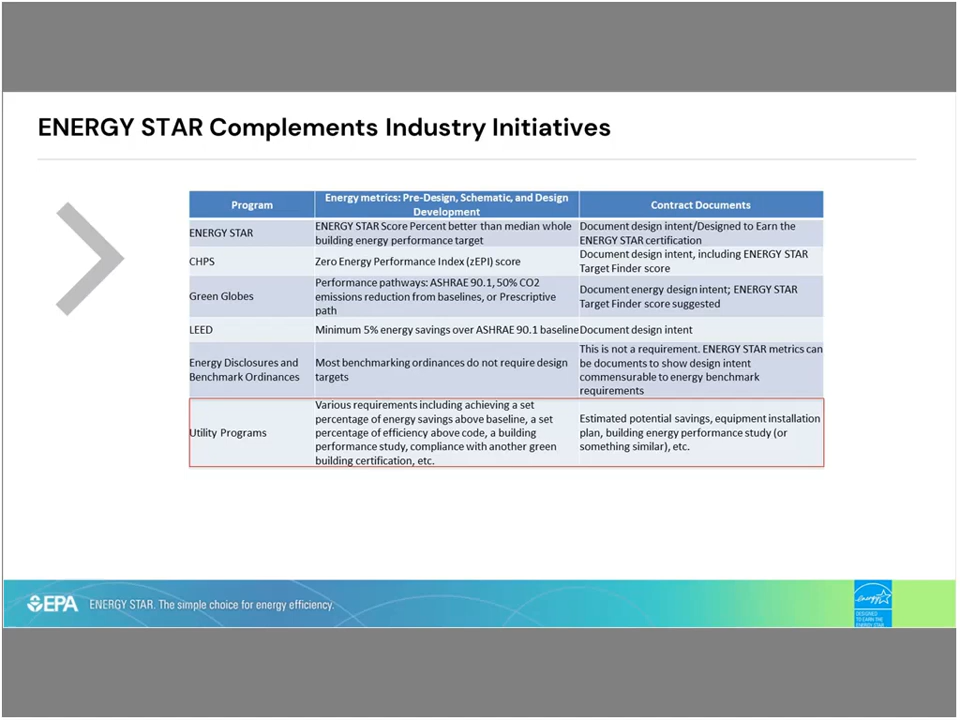 ENERGY STAR Complements Industry Initiatives
Program
Energy metrics: Pre-Design, Schematic, and Design
Development
Contract Documents
ENERGY STAR
ENERGY STAR Score Percent better than median whole
building energy performance target
Document design intent/Designed to Earn the
ENERGY STAR certification
CHPS
Zero Energy Performance Index (zEPI) score
Document design intent, including ENERGY STAR
Target Finder score
Green Globes
Performance pathways: ASHRAE 90.1, 50% CO2
emissions reduction from baselines, or Prescriptive
path
Document energy design intent; ENERGY STAR
Target Finder score suggested
LEED
Minimum 5% energy savings over ASHRAE 90.1 baseline
Document design intent
Energy Disclosures and
Benchmark Ordinances
Most benchmarking ordinances do not require design
targets
This is not a requirement. ENERGY STAR metrics can
be documents to show design intent
commensurable to energy benchmark
requirements
Utility Programs
Various requirements including achieving a set
percentage of energy savings above baseline, a set
percentage of efficiency above code, a building
performance study, compliance with another green
building certification, etc.
Estimated potential savings, equipment installation
plan, building energy performance study (or
something similar), etc.
EPA
ENERGY STAR. The simple choice for energy efficiency.
energy
DESIGNED
TO EARN THE
ENERGY STAR